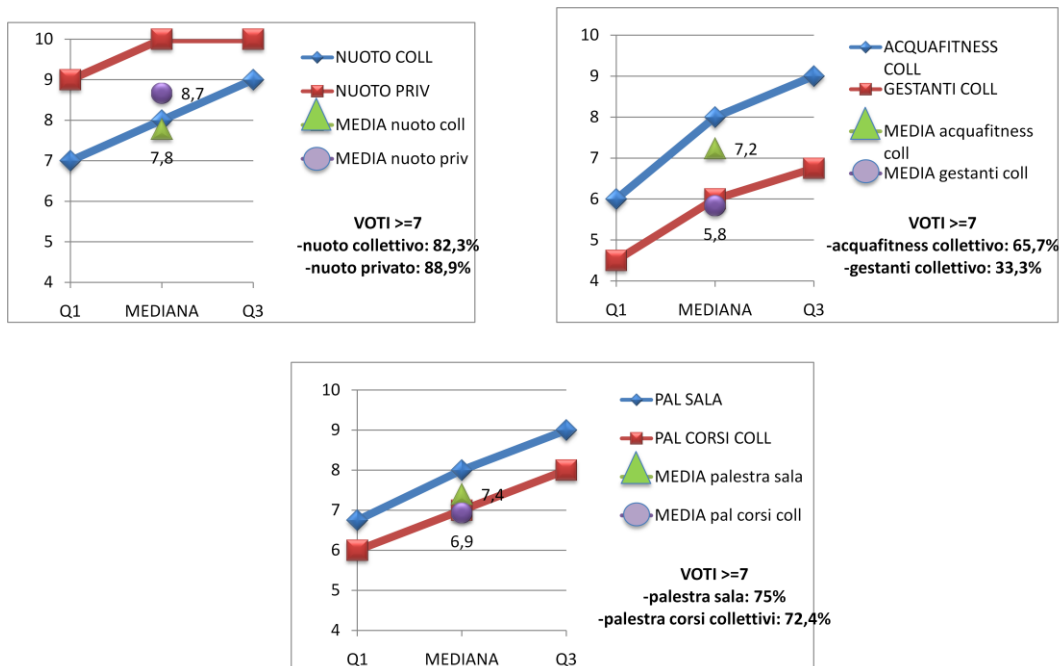 10
9
8
7
6
5
4
Q1 MEDIANA Q3
8,7
7,8
NUOTO COLL
NUOTO PRIV
MEDIA nuoto coll
MEDIA nuoto priv
VOTI >=7
-nuoto collettivo: 82,3%
-nuoto privato: 88,9%
10
9
8
7
6
5
4
Q1 MEDIANA Q3
7,2
5,8
ACQUAFITNESS
COLL
GESTANTI COLL
MEDIA acquafitness
coll
MEDIA gestanti coll
VOTI >=7
-acquafitness collettivo: 65,7%
-gestanti collettivo: 33,3%
10
9
8
7
6
5
4
Q1 MEDIANA Q3
7,4
6,9
PAL SALA
PAL CORSI COLL
MEDIA palestra sala
MEDIA pal corsi coll
VOTI >=7
-palestra sala: 75%
-palestra corsi collettivi: 72,4%